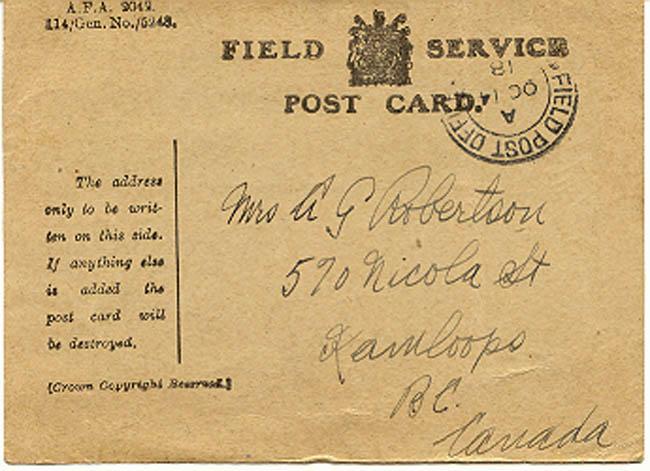 A.F.A. 2042.
114/Gen. No./5248.
FIELD SERVICE
POST CARD.
FIELD POST OFFI
A
OC 14
18
The address
only to be writ-
ten on this side.
If anything else
is added the
post card will
be destroyed.
[Crown Copyright Reserved.]
Mrs A G Robertson
570 Nicola St
Kamloops
B.C.
Canada